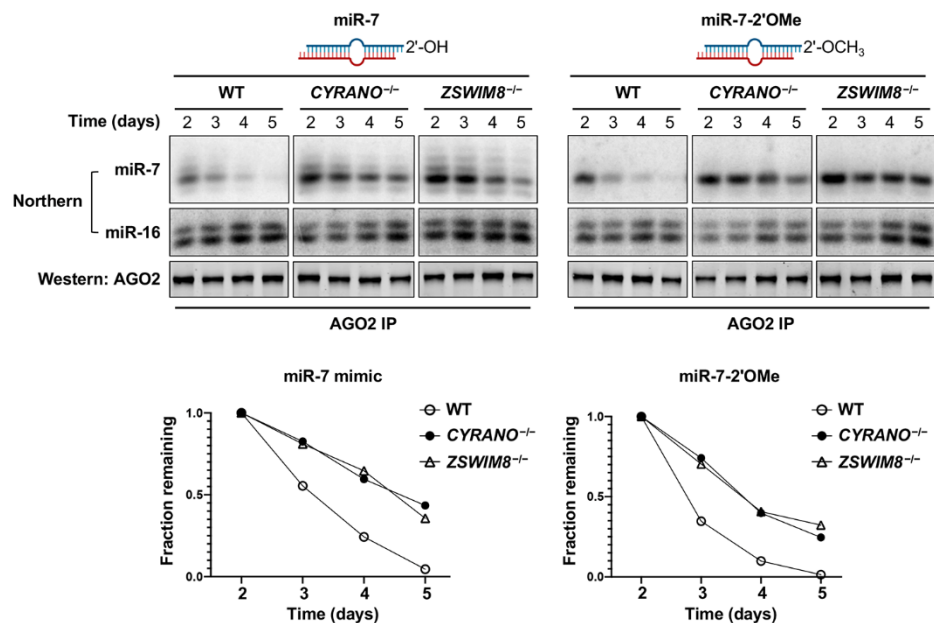 miR-7
2'-OH
WT CYRANO–/– ZSWIM8–/–
Time (days) 2 3 4 5 2 3 4 5 2 3 4 5
Northern
miR-7
miR-16
Western: AGO2
AGO2 IP
miR-7-2'OMe
2'-OCH3
WT CYRANO–/– ZSWIM8–/–
2 3 4 5 2 3 4 5 2 3 4 5
AGO2 IP
miR-7 mimic
WT
CYRANO–/–
ZSWIM8–/–
Fraction remaining
1.0
0.5
0.0
2 3 4 5
Time (days)
miR-7-2'OMe
WT
CYRANO–/–
ZSWIM8–/–
Fraction remaining
1.0
0.5
0.0
2 3 4 5
Time (days)